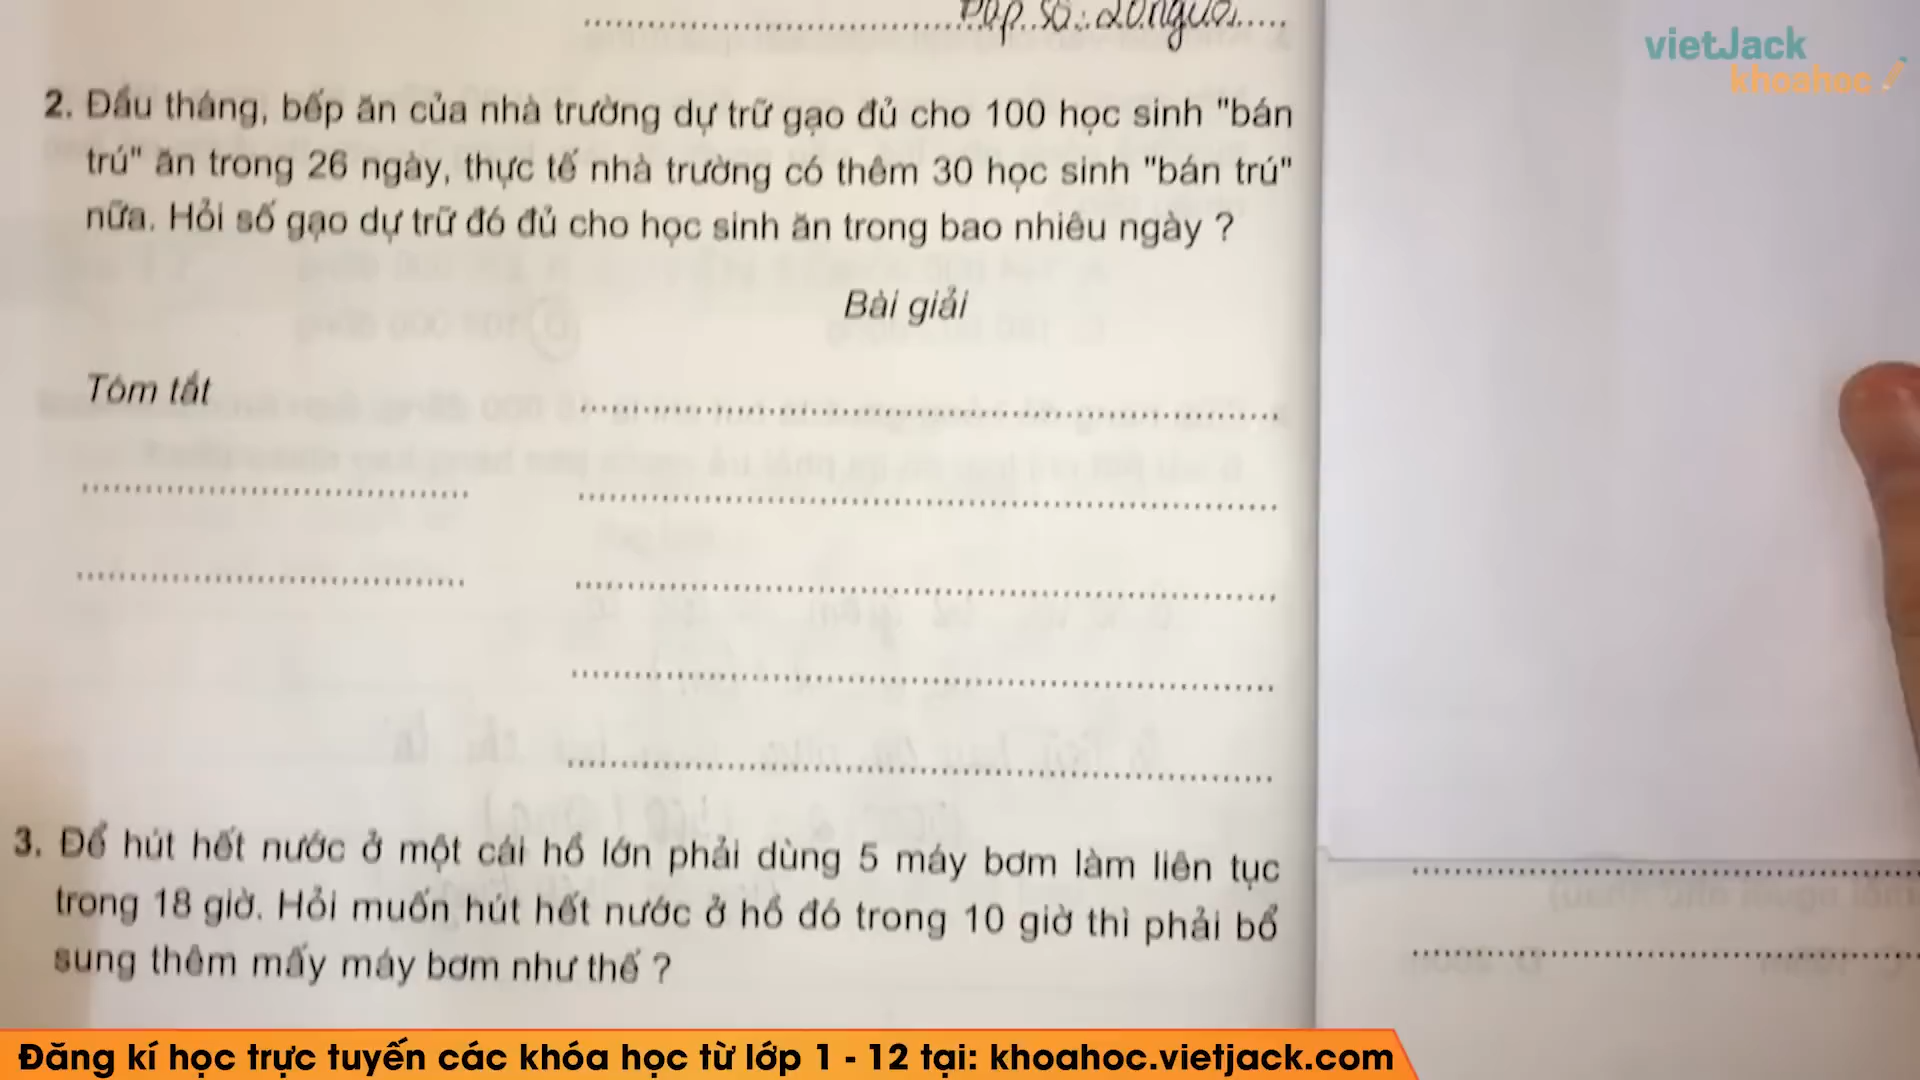 Đáp số: 20 người
vietJack
khoahoc
2. Đầu tháng, bếp ăn của nhà trường dự trữ gạo đủ cho 100 học sinh "bán
trú" ăn trong 26 ngày, thực tế nhà trường có thêm 30 học sinh "bán trú"
nữa. Hỏi số gạo dự trữ đó đủ cho học sinh ăn trong bao nhiêu ngày ?
Bài giải
Tóm tắt
3. Để hút hết nước ở một cái hồ lớn phải dùng 5 máy bơm làm liên tục
trong 18 giờ. Hỏi muốn hút hết nước ở hồ đó trong 10 giờ thì phải bổ
sung thêm mấy máy bơm như thế ?
Đăng kí học trực tuyến các khóa học từ lớp 1 - 12 tại: khoahoc.vietjack.com